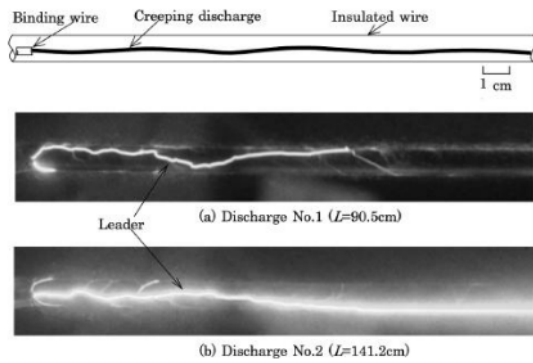 Binding wire Creeping discharge Insulated wire
1 cm
(a) Discharge No.1 (L=90.5cm)
Leader
(b) Discharge No.2 (L=141.2cm)